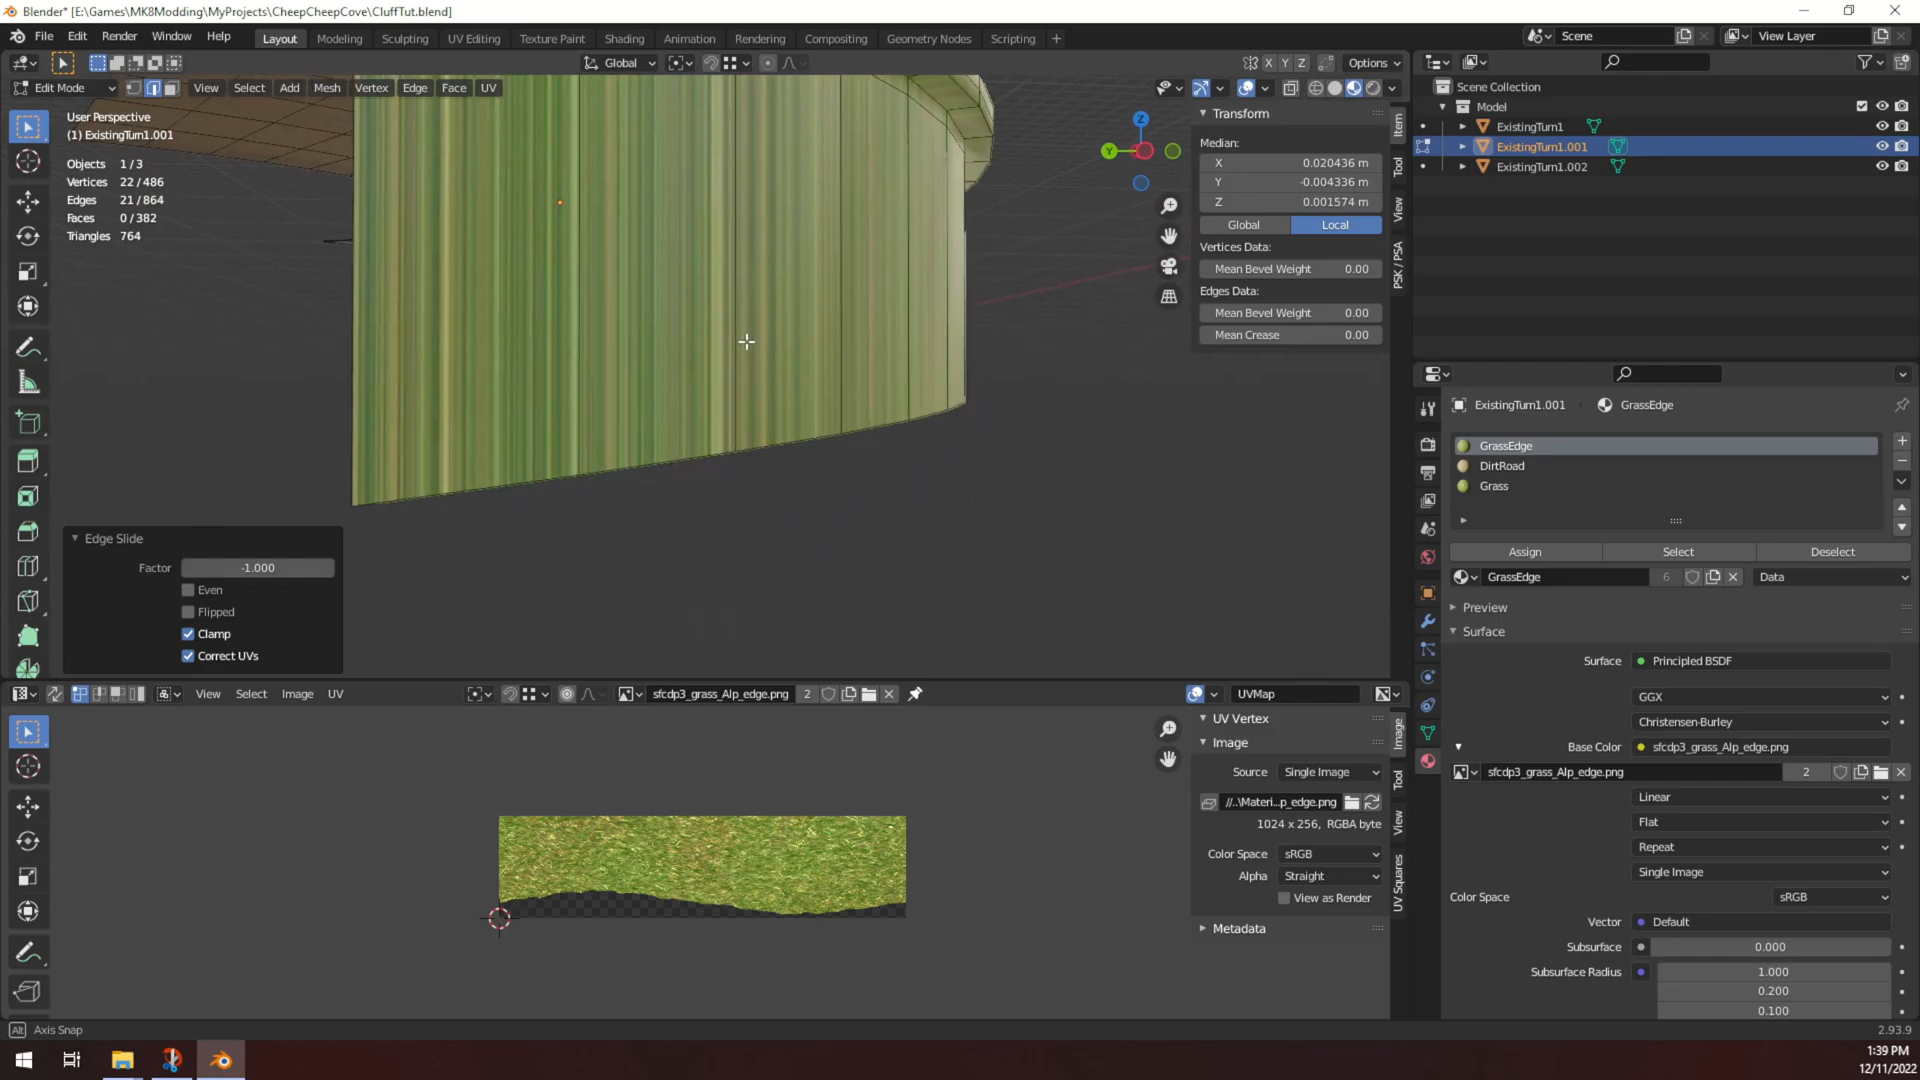 Blender* [E:\Games\MK8Modding\MyProjects\CheepCheepCove\CluffTut.blend]
File Edit Render Window Help Layout Modeling Sculpting UV Editing Texture Paint Shading Animation Rendering Compositing Geometry Nodes Scripting + Scene View Layer
Global X Y Z Options
Edit Mode View Select Add Mesh Vertex Edge Face UV
User Perspective
(1) ExistingTurn1.001
Objects 1 / 3
Vertices 22 / 486
Edges 21 / 864
Faces 0 / 382
Triangles 764
Z
Y
Transform
Median:
X 0.020436 m
Y -0.004336 m
Z 0.001574 m
Global Local
Vertices Data:
Mean Bevel Weight 0.00
Edges Data:
Mean Bevel Weight 0.00
Mean Crease 0.00
Item
Tool
View
PSK / PSA
Scene Collection
Model
ExistingTurn1
ExistingTurn1.001
ExistingTurn1.002
Edge Slide
Factor -1.000
Even
Flipped
Clamp
Correct UVs
ExistingTurn1.001 GrassEdge
GrassEdge
DirtRoad
Grass
Assign Select Deselect
GrassEdge 6 Data
Preview
Surface
Surface Principled BSDF
GGX
Christensen-Burley
Base Color sfcdp3_grass_Alp_edge.png
sfcdp3_grass_Alp_edge.png 2
Linear
Flat
Repeat
Single Image
Color Space sRGB
Vector Default
Subsurface 0.000
Subsurface Radius 1.000
0.200
0.100
View Select Image UV sfcdp3_grass_Alp_edge.png 2 UVMap
UV Vertex
Image
Source Single Image
//..\Materi...p_edge.png
1024 x 256, RGBA byte
Color Space sRGB
Alpha Straight
View as Render
Metadata
Image
Tool
View
UV Squares
Alt Axis Snap
2.93.9
1:39 PM
12/11/2022